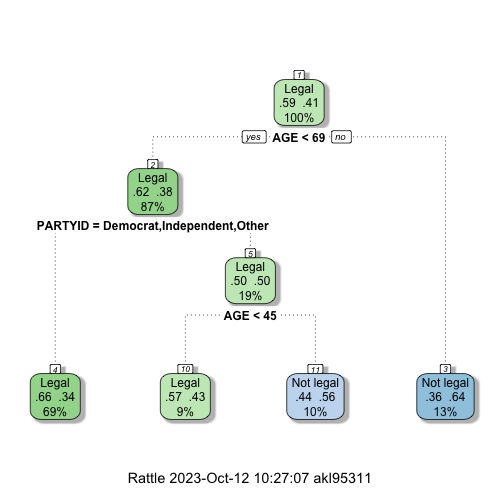 1
Legal
.59 .41
100%
yes AGE < 69 no
2
Legal
.62 .38
87%
PARTYID = Democrat,Independent,Other
5
Legal
.50 .50
19%
AGE < 45
4
Legal
.66 .34
69%
10
Legal
.57 .43
9%
11
Not legal
.44 .56
10%
3
Not legal
.36 .64
13%
Rattle 2023-Oct-12 10:27:07 akl95311